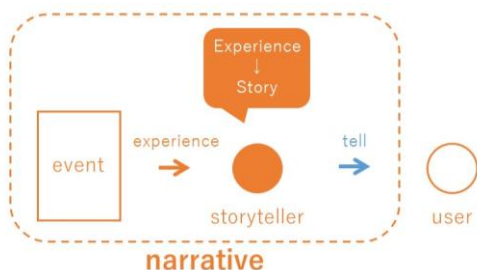 Experience
↓
Story
event
experience
tell
storyteller
user
narrative